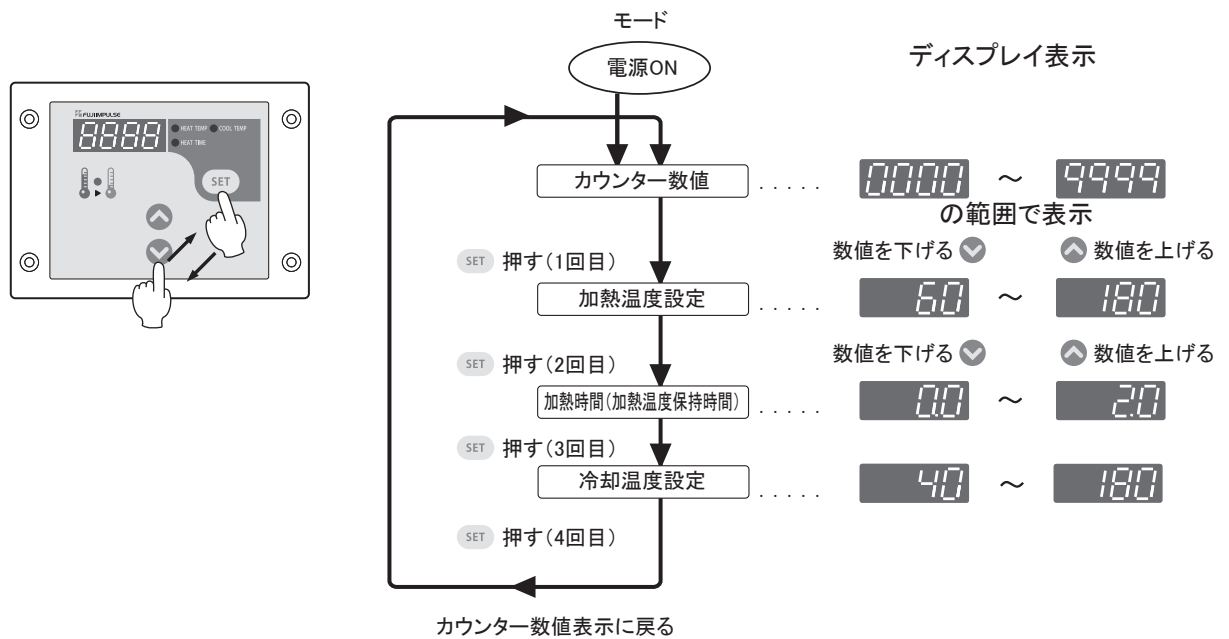 モード
電源ON
ディスプレイ表示
FUJI IMPULSE
8888
HEAT TEMP
COOL TEMP
HEAT TIME
SET
カウンター数値 ..... 0000 ～ 9999
の範囲で表示
SET 押す(1回目)
数値を下げる
数値を上げる
加熱温度設定 ..... 60 ～ 180
SET 押す(2回目)
数値を下げる
数値を上げる
加熱時間(加熱温度保持時間) ..... 0.0 ～ 2.0
SET 押す(3回目)
冷却温度設定 ..... 40 ～ 180
SET 押す(4回目)
カウンター数値表示に戻る